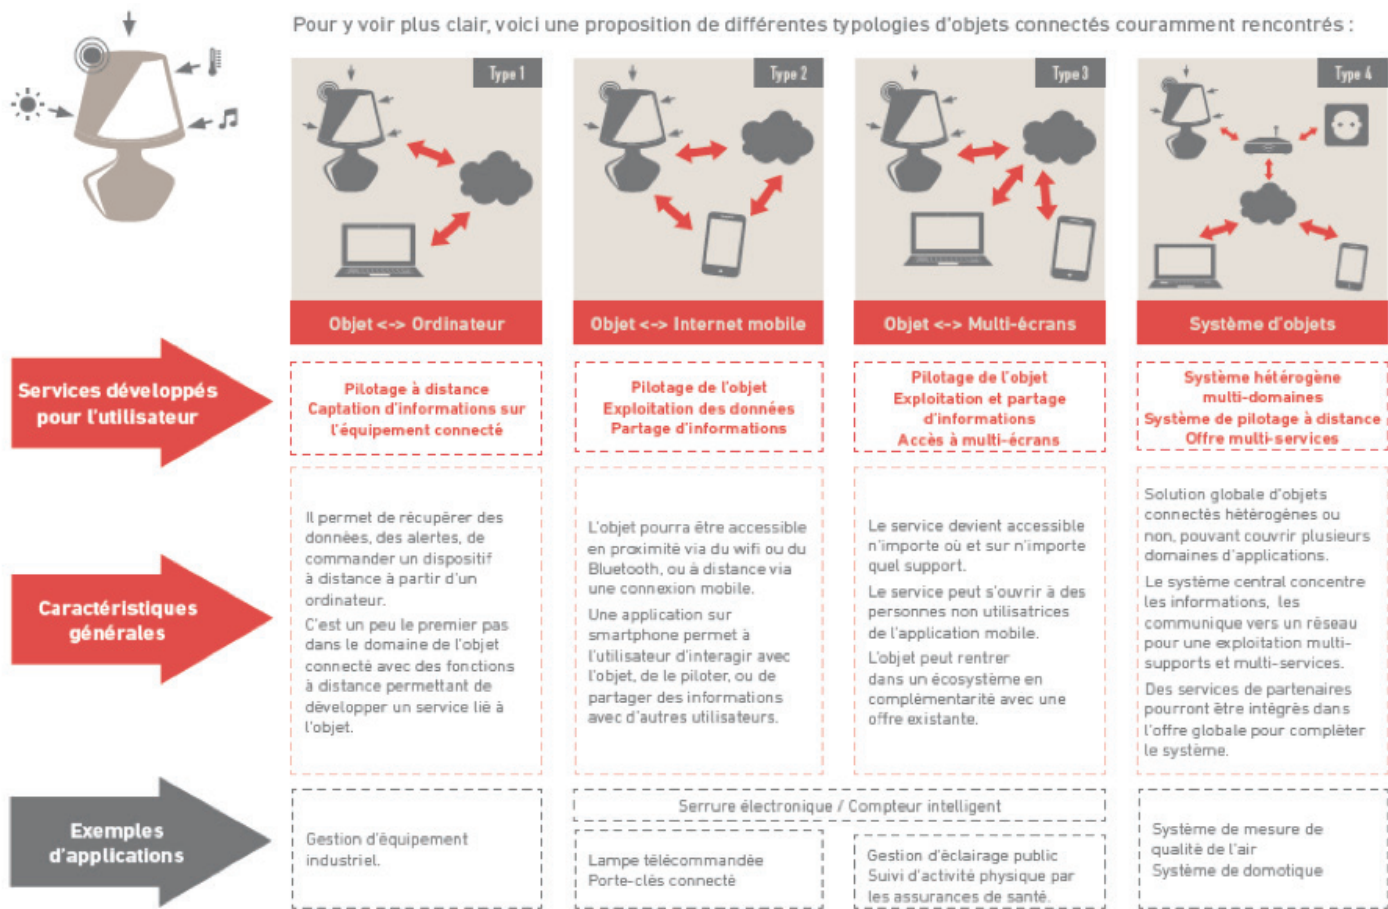 Pour y voir plus clair, voici une proposition de différentes typologies d'objets connectés couramment rencontrés :
Type 1
Type 2
Type 3
Type 4
Objet <-> Ordinateur
Objet <-> Internet mobile
Objet <-> Multi-écrans
Système d'objets
Services développés
pour l'utilisateur
Pilotage à distance
Captation d'informations sur
l'équipement connecté
Pilotage de l'objet
Exploitation des données
Partage d'informations
Pilotage de l'objet
Exploitation et partage
d'informations
Accès à multi-écrans
Système hétérogène
multi-domaines
Système de pilotage à distance
Offre multi-services
Caractéristiques
générales
Il permet de récupérer des
données, des alertes, de
commander un dispositif
à distance à partir d'un
ordinateur.
C'est un peu le premier pas
dans le domaine de l'objet
connecté avec des fonctions
à distance permettant de
développer un service lié à
l'objet.
L'objet pourra être accessible
en proximité via du wifi ou du
Bluetooth, ou à distance via
une connexion mobile.
Une application sur
smartphone permet à
l'utilisateur d'interagir avec
l'objet, de le piloter, ou de
partager des informations
avec d'autres utilisateurs.
Le service devient accessible
n'importe où et sur n'importe
quel support.
Le service peut s'ouvrir à des
personnes non utilisatrices
de l'application mobile.
L'objet peut rentrer
dans un écosystème en
complémentarité avec une
offre existante.
Solution globale d'objets
connectés hétérogènes ou
non, pouvant couvrir plusieurs
domaines d'applications.
Le système central concentre
les informations, les
communique vers un réseau
pour une exploitation multi-
supports et multi-services.
Des services de partenaires
pourront être intégrés dans
l'offre globale pour compléter
le système.
Exemples
d'applications
Gestion d'équipement
industriel.
Serrure électronique / Compteur intelligent
Lampe télécommandée
Porte-clés connecté
Gestion d'éclairage public
Suivi d'activité physique par
les assurances de santé.
Système de mesure de
qualité de l'air
Système de domotique